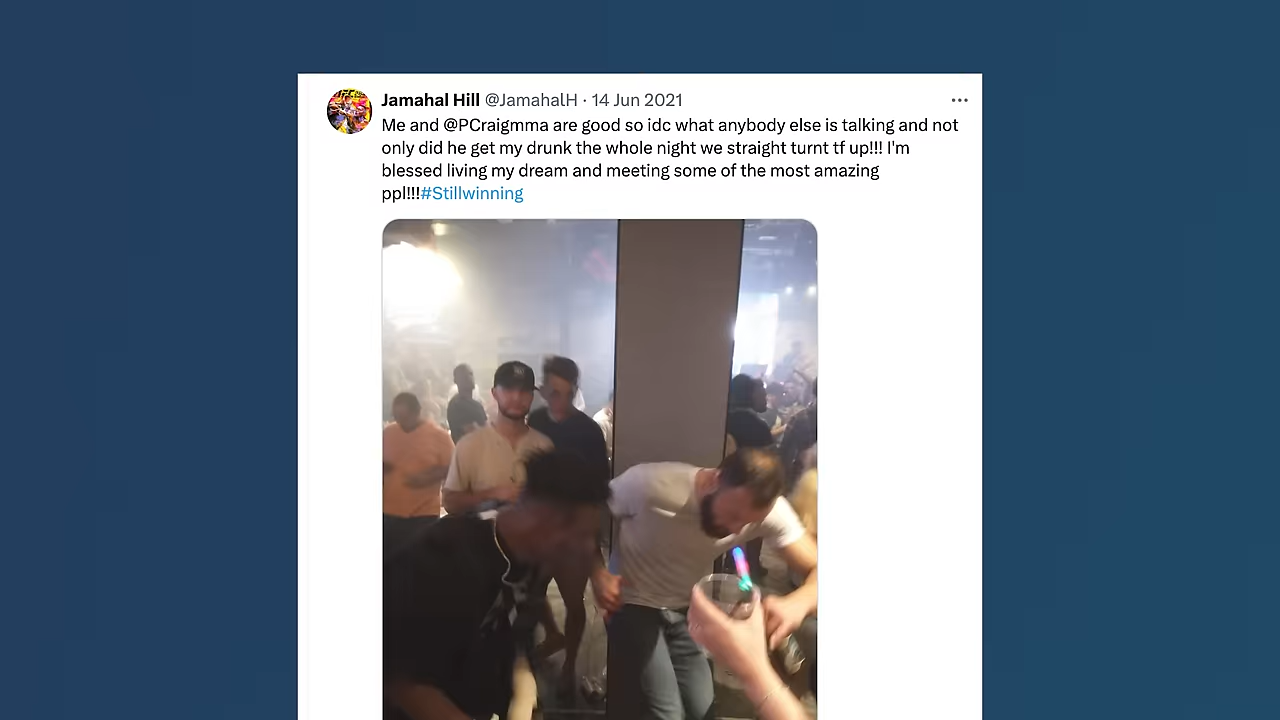 Jamahal Hill @JamahalH · 14 Jun 2021
Me and @PCraigmma are good so idc what anybody else is talking and not
only did he get my drunk the whole night we straight turnt tf up!!! I'm
blessed living my dream and meeting some of the most amazing
ppl!!!#Stillwinning